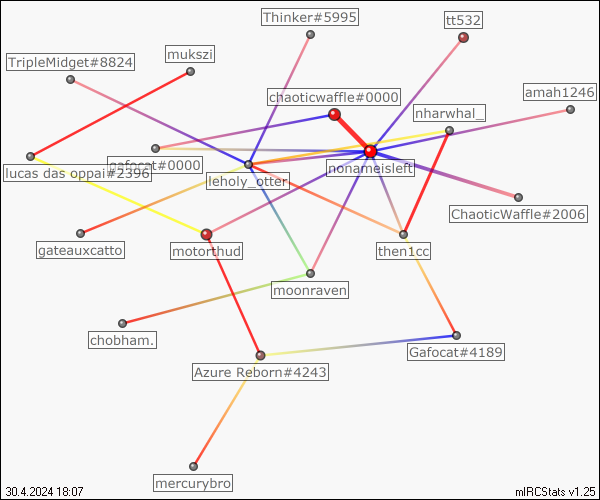 Thinker#5995
tt532
mukszi
TripleMidget#8824
amah1246
chaoticwaffle#0000
nharwhal_
gafocat#0000
lucas das oppai#2396
nonameisleft
leholy_otter
ChaoticWaffle#2006
gateauxcatto
motorthud
then1cc
moonraven
chobham.
Gafocat#4189
Azure Reborn#4243
mercurybro
30.4.2024 18:07
mIRCStats v1.25